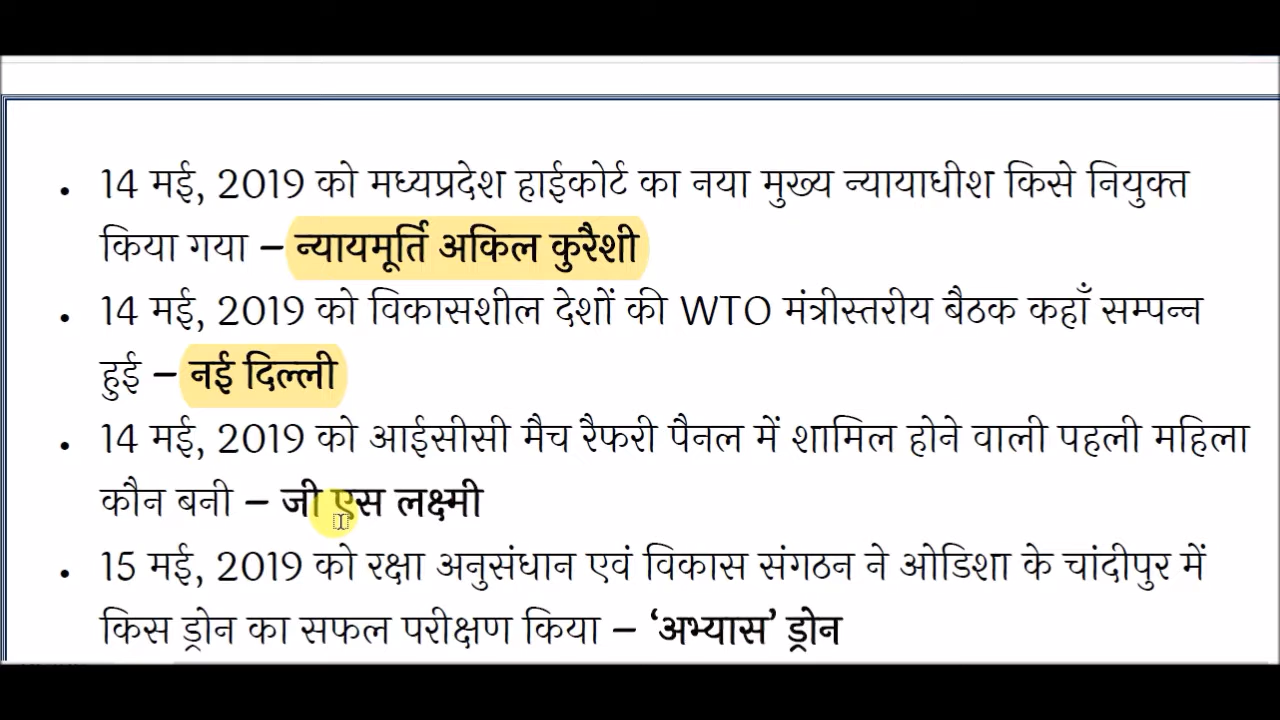 • 14 मई, 2019 को मध्यप्रदेश हाईकोर्ट का नया मुख्य न्यायाधीश किसे नियुक्त
किया गया – न्यायमूर्ति अकिल कुरैशी
• 14 मई, 2019 को विकासशील देशों की WTO मंत्रीस्तरीय बैठक कहाँ सम्पन्न
हुई – नई दिल्ली
• 14 मई, 2019 को आईसीसी मैच रैफरी पैनल में शामिल होने वाली पहली महिला
कौन बनी – जी एस लक्ष्मी
• 15 मई, 2019 को रक्षा अनुसंधान एवं विकास संगठन ने ओडिशा के चांदीपुर में
किस ड्रोन का सफल परीक्षण किया – ‘अभ्यास’ ड्रोन